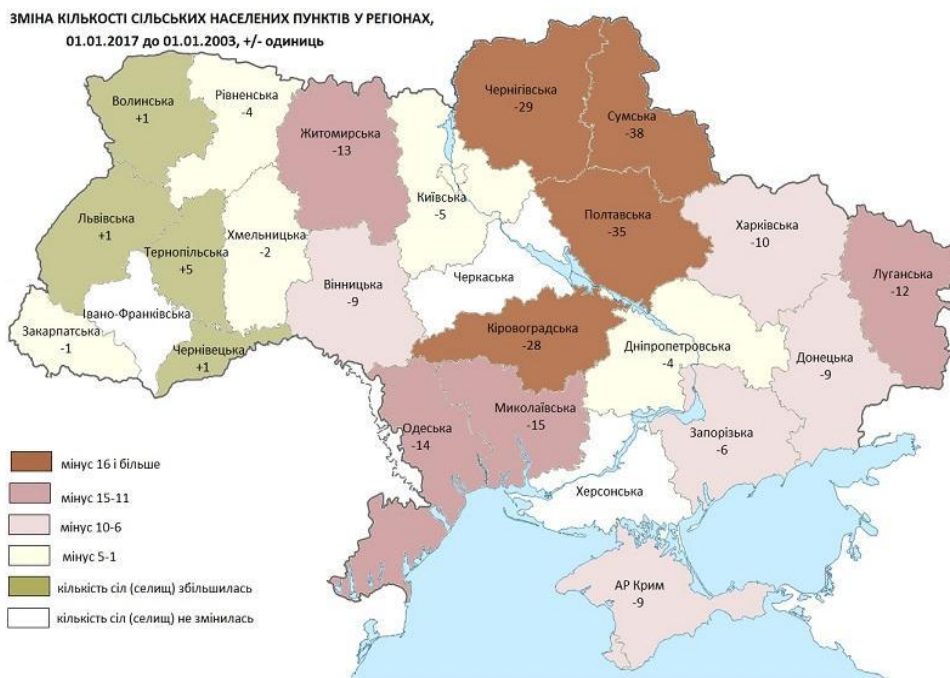 ЗМІНА КІЛЬКОСТІ СІЛЬСЬКИХ НАСЕЛЕНИХ ПУНКТІВ У РЕГІОНАХ,
01.01.2017 до 01.01.2003, +/- одиниць
Волинська
+1
Рівненська
-4
Житомирська
-13
Київська
-5
Чернігівська
-29
Сумська
-38
Львівська
+1
Тернопільська
+5
Хмельницька
-2
Вінницька
-9
Черкаська
Полтавська
-35
Харківська
-10
Луганська
-12
Івано-Франківська
Закарпатська
-1
Чернівецька
+1
Кіровоградська
-28
Дніпропетровська
-4
Донецька
-9
Одеська
-14
Миколаївська
-15
Запорізька
-6
Херсонська
АР Крим
-9
мінус 16 і більше
мінус 15-11
мінус 10-6
мінус 5-1
кількість сіл (селищ) збільшилась
кількість сіл (селищ) не змінилась